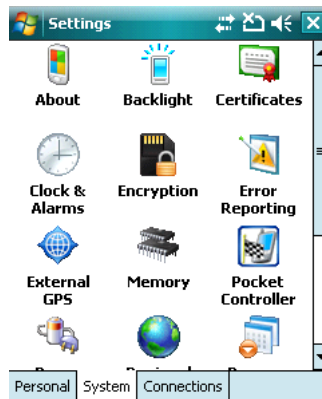 Settings
About Backlight Certificates
Clock & Encryption Error
Alarms Reporting
External Memory Pocket
GPS Controller
Personal System Connections